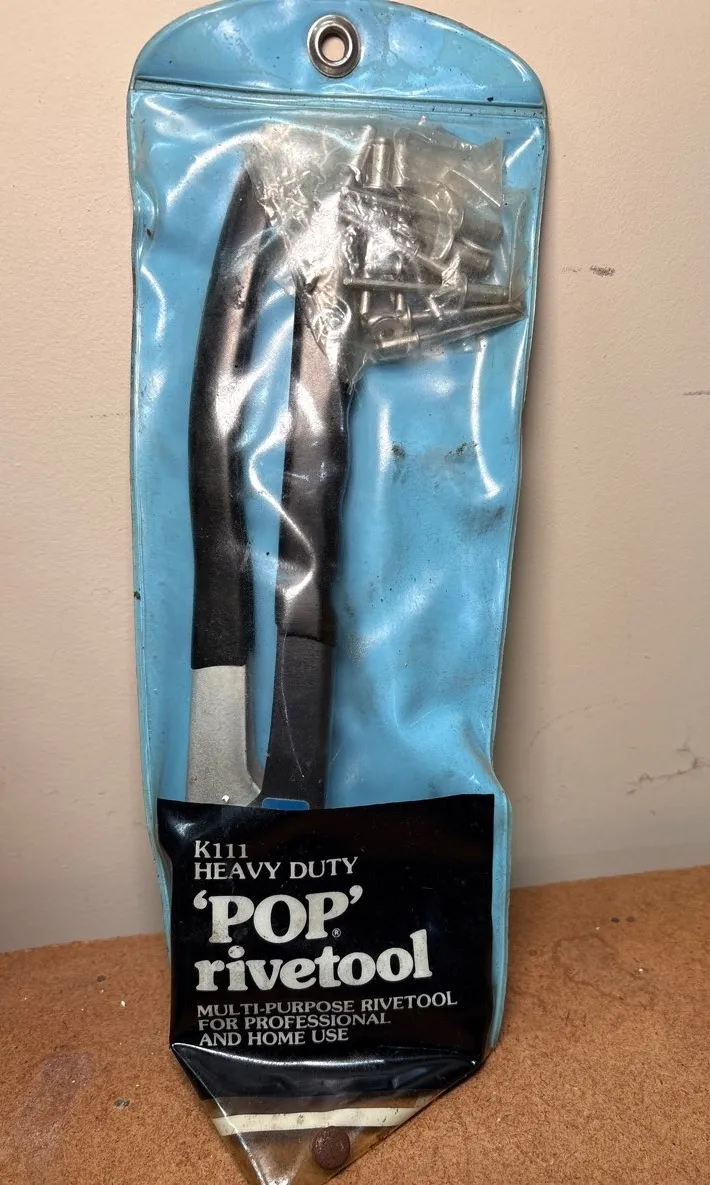 K111
HEAVY DUTY
‘POP’®
rivetool
MULTI-PURPOSE RIVETOOL
FOR PROFESSIONAL
AND HOME USE